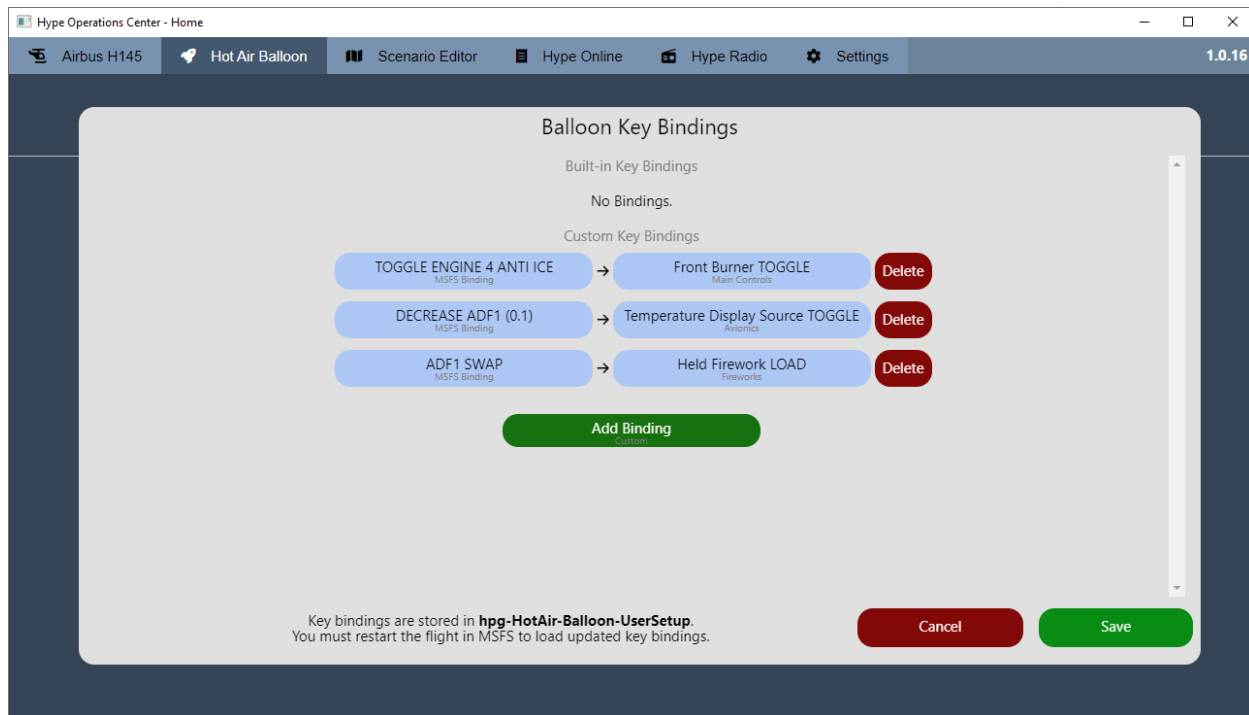 Hype Operations Center - Home
Airbus H145
Hot Air Balloon
Scenario Editor
Hype Online
Hype Radio
Settings
1.0.16
Balloon Key Bindings
Built-in Key Bindings
No Bindings.
Custom Key Bindings
TOGGLE ENGINE 4 ANTI ICE
MSFS Binding
→
Front Burner TOGGLE
Main Controls
Delete
DECREASE ADF1 (0.1)
MSFS Binding
→
Temperature Display Source TOGGLE
Avionics
Delete
ADF1 SWAP
MSFS Binding
→
Held Firework LOAD
Fireworks
Delete
Add Binding
Custom
Key bindings are stored in hpg-HotAir-Balloon-UserSetup.
You must restart the flight in MSFS to load updated key bindings.
Cancel
Save